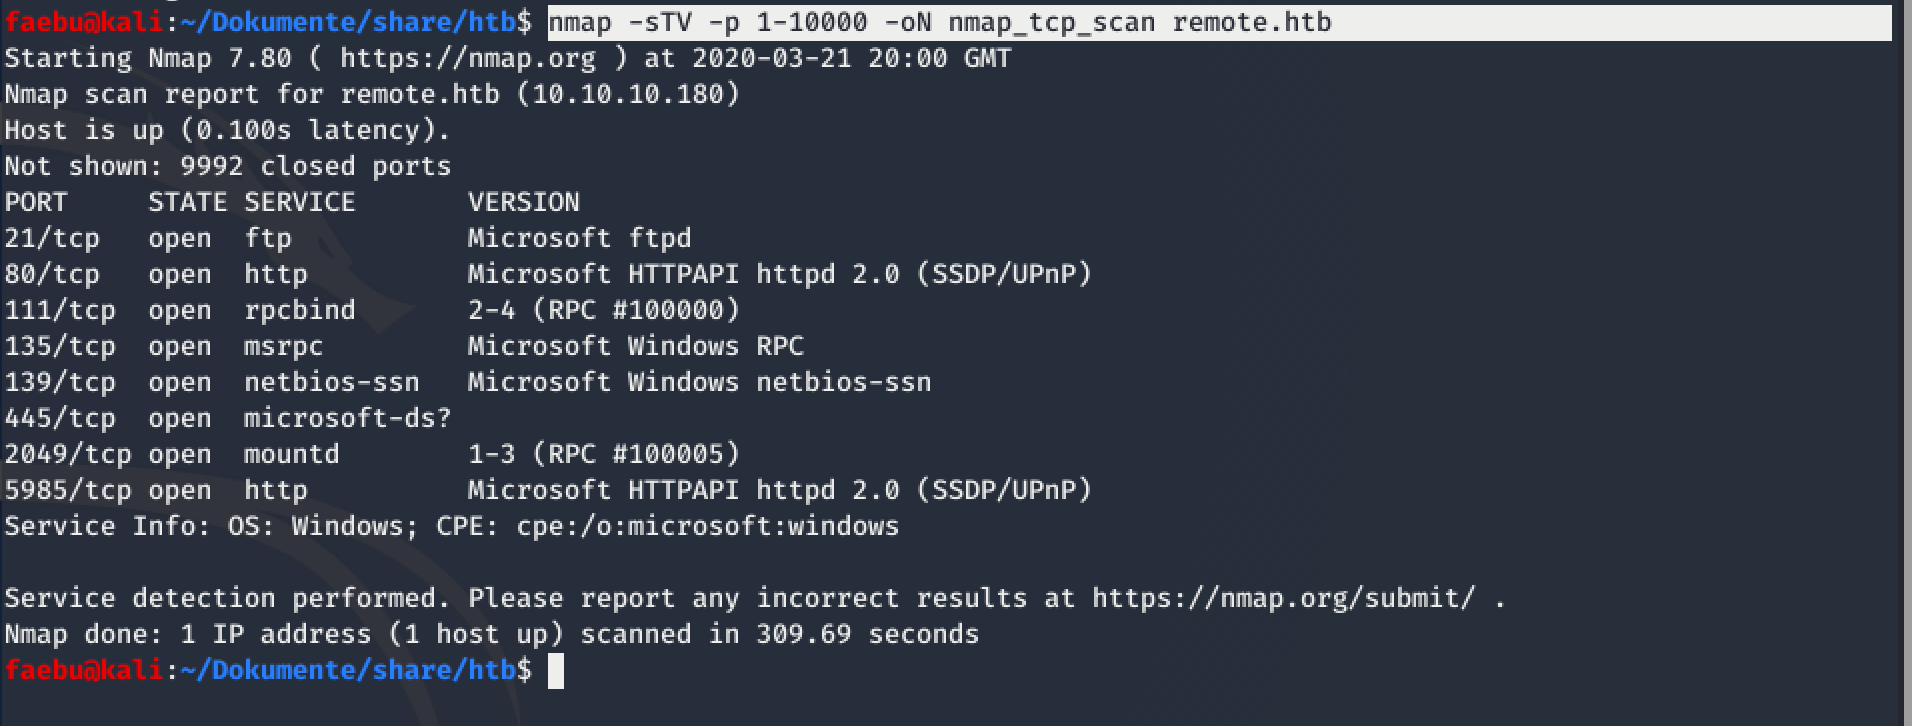 faebu@kali:~/Dokumente/share/htb$ nmap -sTV -p 1-10000 -oN nmap_tcp_scan remote.htb
Starting Nmap 7.80 ( https://nmap.org ) at 2020-03-21 20:00 GMT
Nmap scan report for remote.htb (10.10.10.180)
Host is up (0.100s latency).
Not shown: 9992 closed ports
PORT     STATE SERVICE       VERSION
21/tcp   open  ftp           Microsoft ftpd
80/tcp   open  http          Microsoft HTTPAPI httpd 2.0 (SSDP/UPnP)
111/tcp  open  rpcbind       2-4 (RPC #100000)
135/tcp  open  msrpc         Microsoft Windows RPC
139/tcp  open  netbios-ssn   Microsoft Windows netbios-ssn
445/tcp  open  microsoft-ds?
2049/tcp open  mountd        1-3 (RPC #100005)
5985/tcp open  http          Microsoft HTTPAPI httpd 2.0 (SSDP/UPnP)
Service Info: OS: Windows; CPE: cpe:/o:microsoft:windows
Service detection performed. Please report any incorrect results at https://nmap.org/submit/ .
Nmap done: 1 IP address (1 host up) scanned in 309.69 seconds
faebu@kali:~/Dokumente/share/htb$